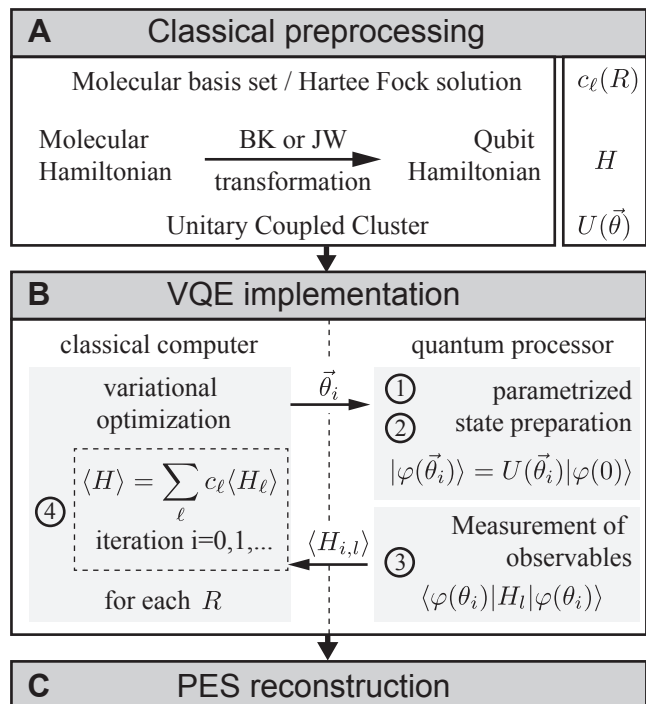 A Classical preprocessing
Molecular basis set / Hartee Fock solution
c_ℓ(R)
Molecular Hamiltonian
BK or JW
transformation
Qubit Hamiltonian
H
Unitary Coupled Cluster
U(θ⃗)
B VQE implementation
classical computer
quantum processor
variational
optimization
θ⃗_i
① parametrized
② state preparation
|φ(θ⃗_i)⟩ = U(θ⃗_i)|φ(0)⟩
④ ⟨H⟩ = ∑_ℓ c_ℓ⟨H_ℓ⟩
iteration i=0,1,...
for each R
⟨H_{i,l}⟩
③ Measurement of
observables
⟨φ(θ_i)|H_l|φ(θ_i)⟩
C PES reconstruction